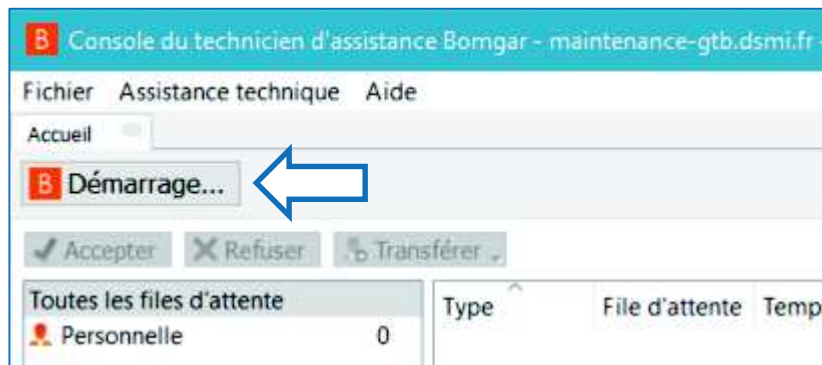 B Console du technicien d'assistance Bomgar - maintenance-gtb.dsmi.fr -
Fichier Assistance technique Aide
Accueil
B Démarrage...
Accepter Refuser Transférer
Toutes les files d'attente Type File d'attente Temp
Personnelle 0